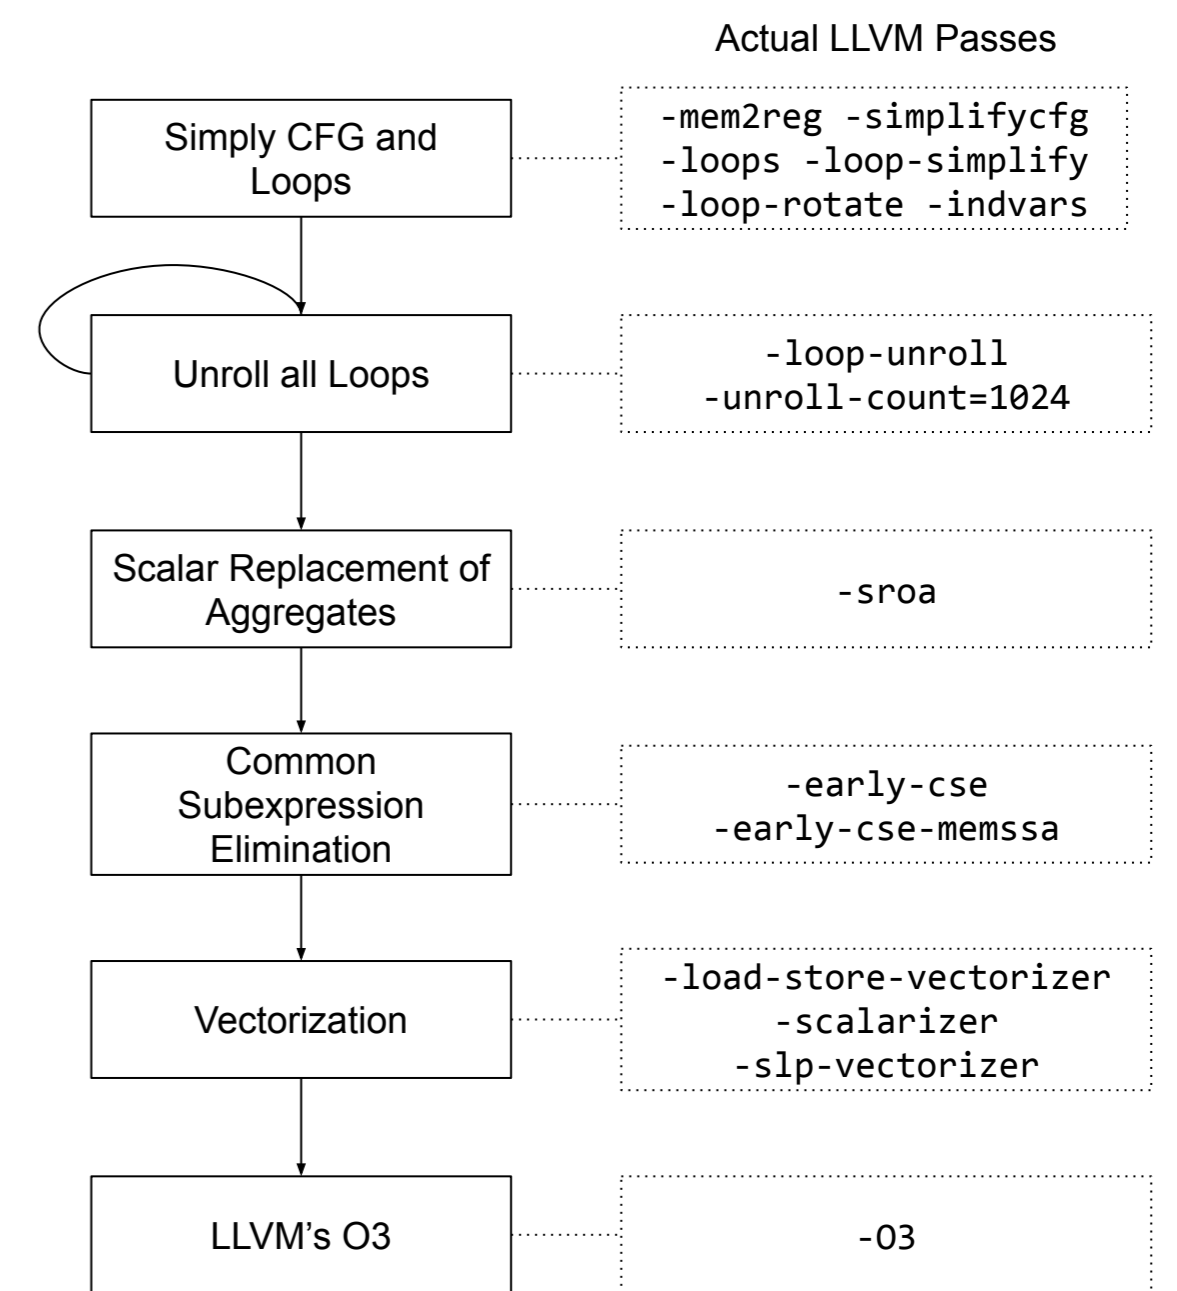 Actual LLVM Passes
Simply CFG and
Loops
-mem2reg -simplifycfg
-loops -loop-simplify
-loop-rotate -indvars
Unroll all Loops
-loop-unroll
-unroll-count=1024
Scalar Replacement of
Aggregates
-sroa
Common
Subexpression
Elimination
-early-cse
-early-cse-memssa
Vectorization
-load-store-vectorizer
-scalarizer
-slp-vectorizer
LLVM’s O3
-O3